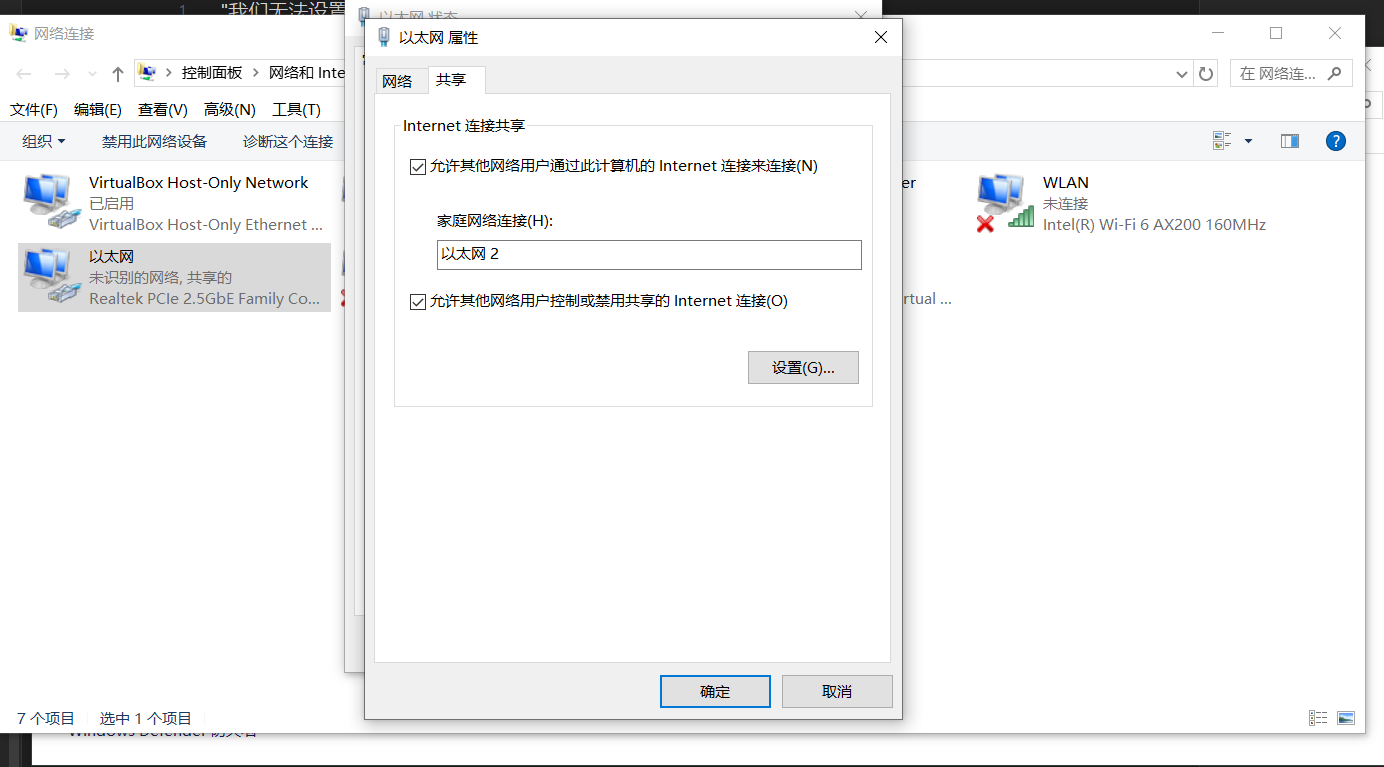 1 "我们无法设置
网络连接
以太网 状态
以太网 属性
控制面板 网络和 Inte
在 网络连...
文件(F) 编辑(E) 查看(V) 高级(N) 工具(T)
组织 禁用此网络设备 诊断这个连接
VirtualBox Host-Only Network
已启用
VirtualBox Host-Only Ethernet ...
以太网
未识别的网络, 共享的
Realtek PCIe 2.5GbE Family Co...
er
rtual ...
WLAN
未连接
Intel(R) Wi-Fi 6 AX200 160MHz
网络 共享
Internet 连接共享
允许其他网络用户通过此计算机的 Internet 连接来连接(N)
家庭网络连接(H):
以太网 2
允许其他网络用户控制或禁用共享的 Internet 连接(O)
设置(G)...
确定 取消
7 个项目 选中 1 个项目
Windows Defender 防火墙